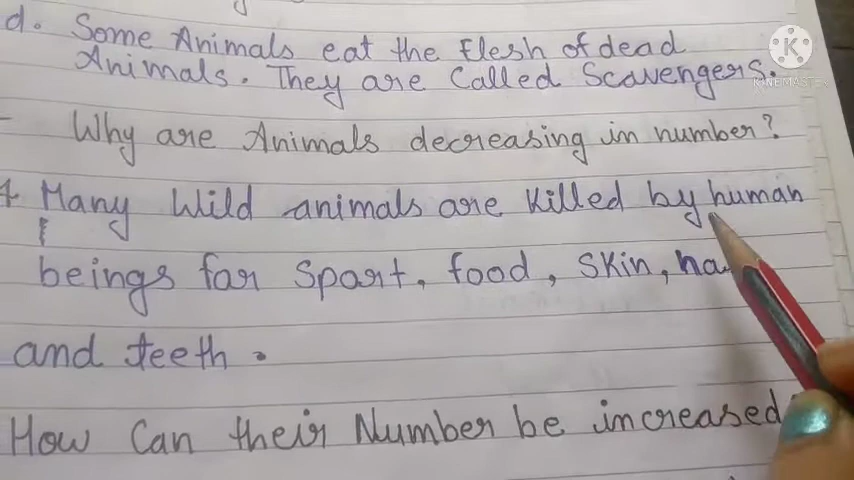 d. Some Animals eat the flesh of dead
Animals. They are Called Scavengers.
KINEMASTER
Why are Animals decreasing in number?
Many Wild animals are killed by human
beings for Sport, food, Skin,
and teeth.
How Can their Number be increased